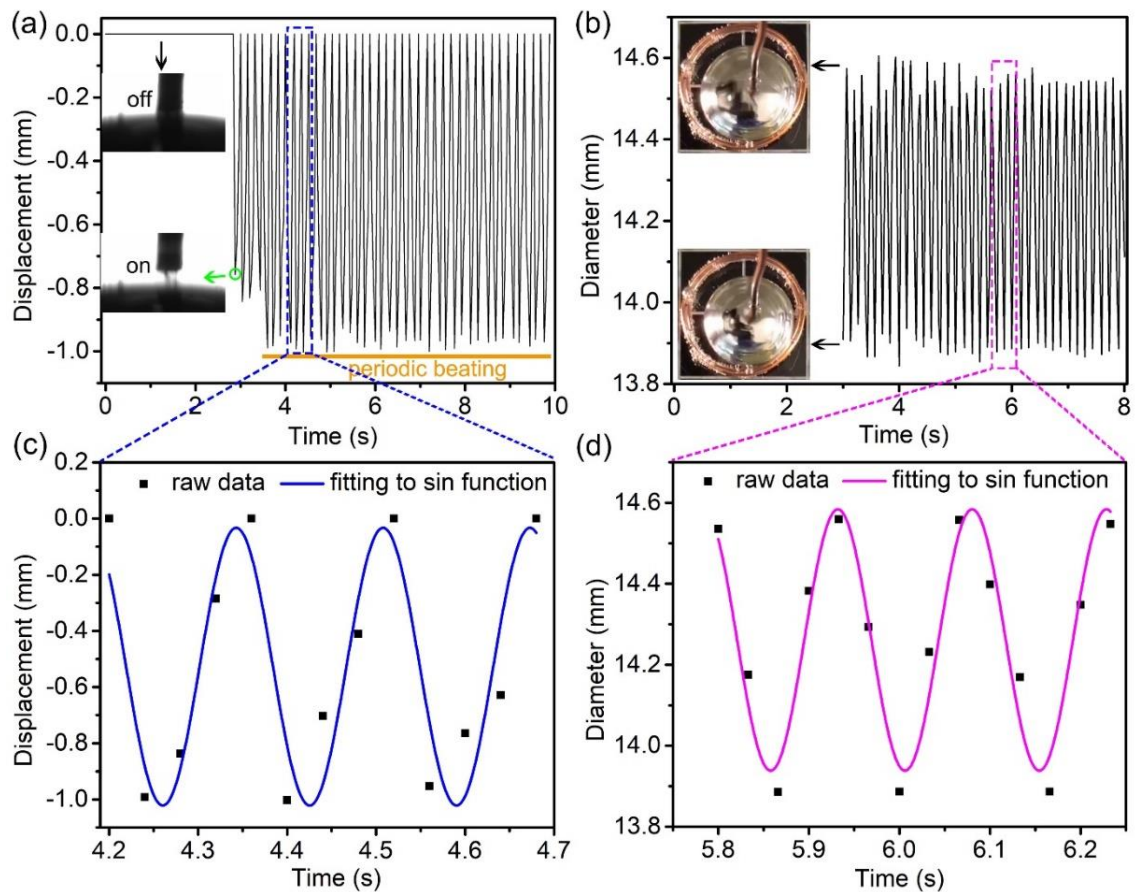 (a)
0.0
-0.2
-0.4
-0.6
-0.8
-1.0
Displacement (mm)
off
on
periodic beating
0 2 4 6 8 10
Time (s)
(b)
14.6
14.4
14.2
14.0
13.8
Diameter (mm)
0 2 4 6 8
Time (s)
(c)
0.2
0.0
-0.2
-0.4
-0.6
-0.8
-1.0
Displacement (mm)
raw data fitting to sin function
4.2 4.3 4.4 4.5 4.6 4.7
Time (s)
(d)
14.6
14.4
14.2
14.0
13.8
Diameter (mm)
raw data fitting to sin function
5.8 5.9 6.0 6.1 6.2
Time (s)